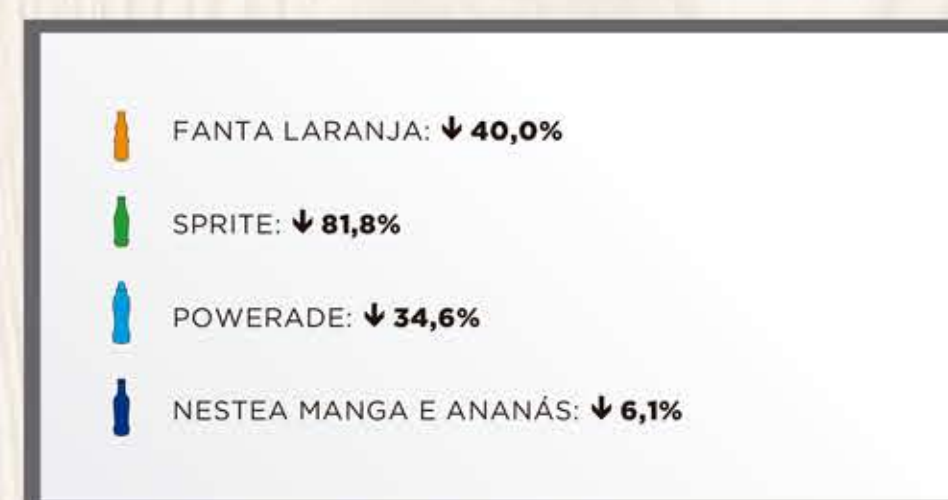 FANTA LARANJA: ↓ 40,0%
SPRITE: ↓ 81,8%
POWERADE: ↓ 34,6%
NESTEA MANGA E ANANÁS: ↓ 6,1%